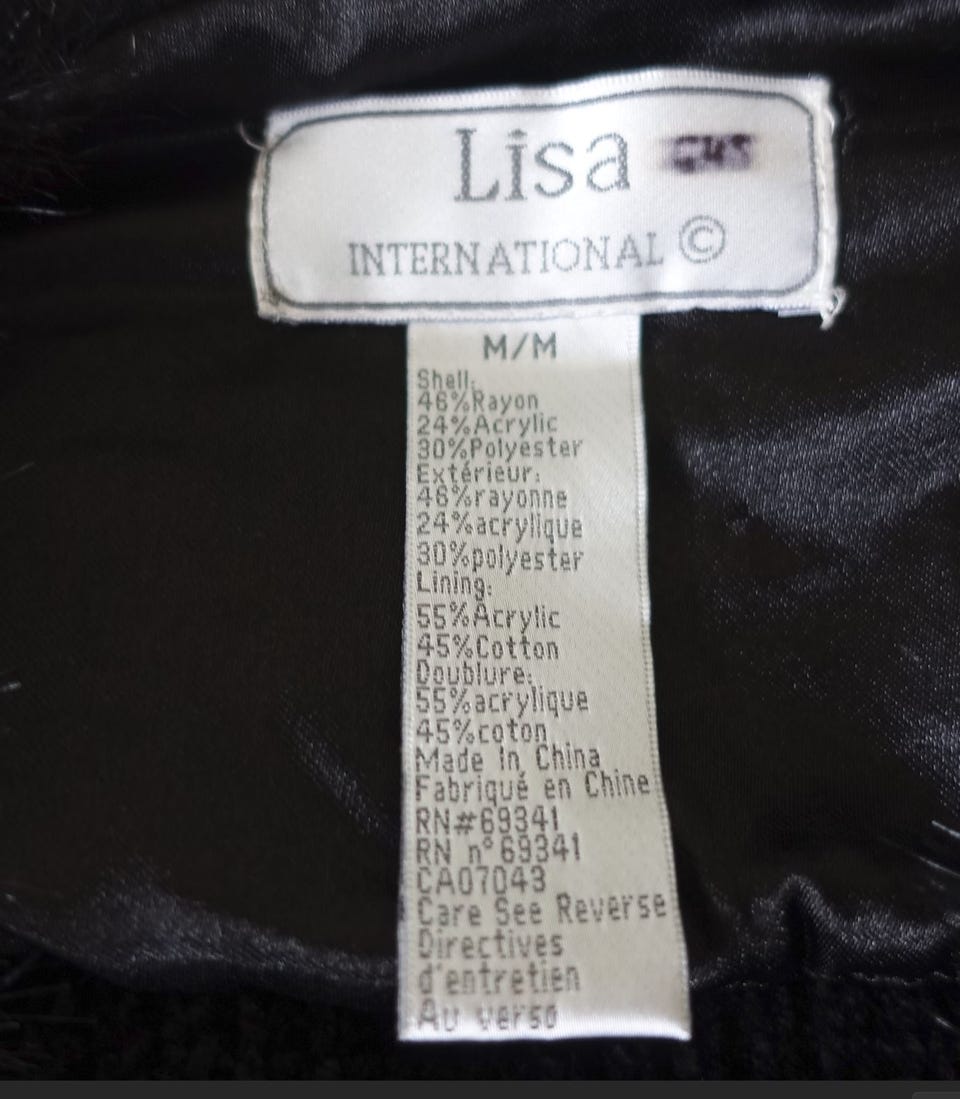 Lisa
INTERNATIONAL ©
M/M
Shell:
46%Rayon
24%Acrylic
30%Polyester
Extérieur:
46%rayonne
24%acrylique
30%polyester
Lining:
55%Acrylic
45%Cotton
Doublure:
55%acrylique
45%coton
Made In China
Fabriqué en Chine
RN#69341
RN n°69341
CA07043
Care See Reverse
Directives
d'entretien
Au verso